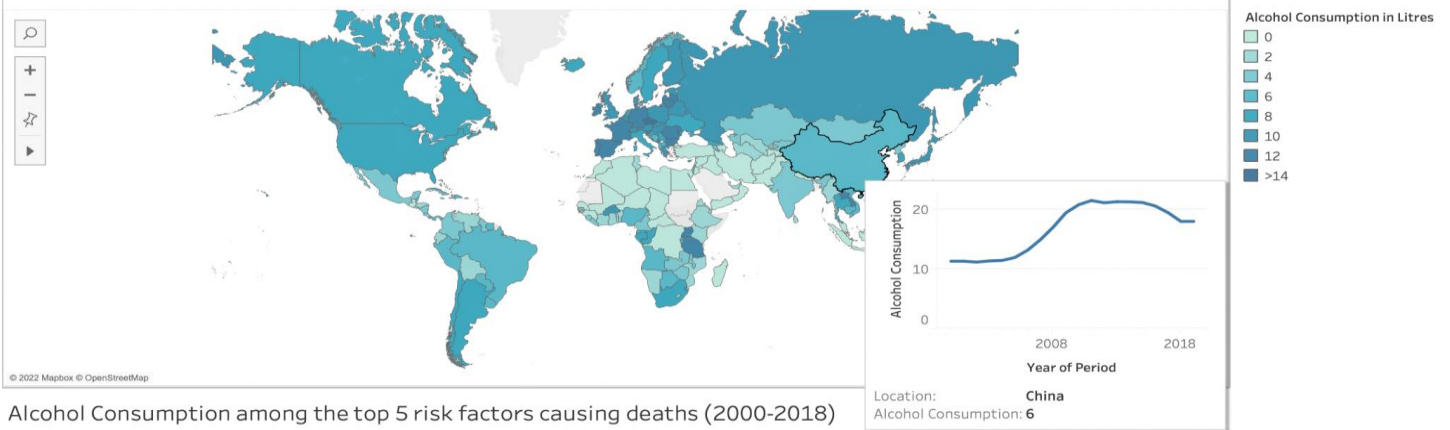 Alcohol Consumption in Litres
0
2
4
6
8
10
12
>14
Alcohol Consumption
20
10
0
2008
2018
Year of Period
Location: China
Alcohol Consumption: 6
© 2022 Mapbox © OpenStreetMap
Alcohol Consumption among the top 5 risk factors causing deaths (2000-2018)